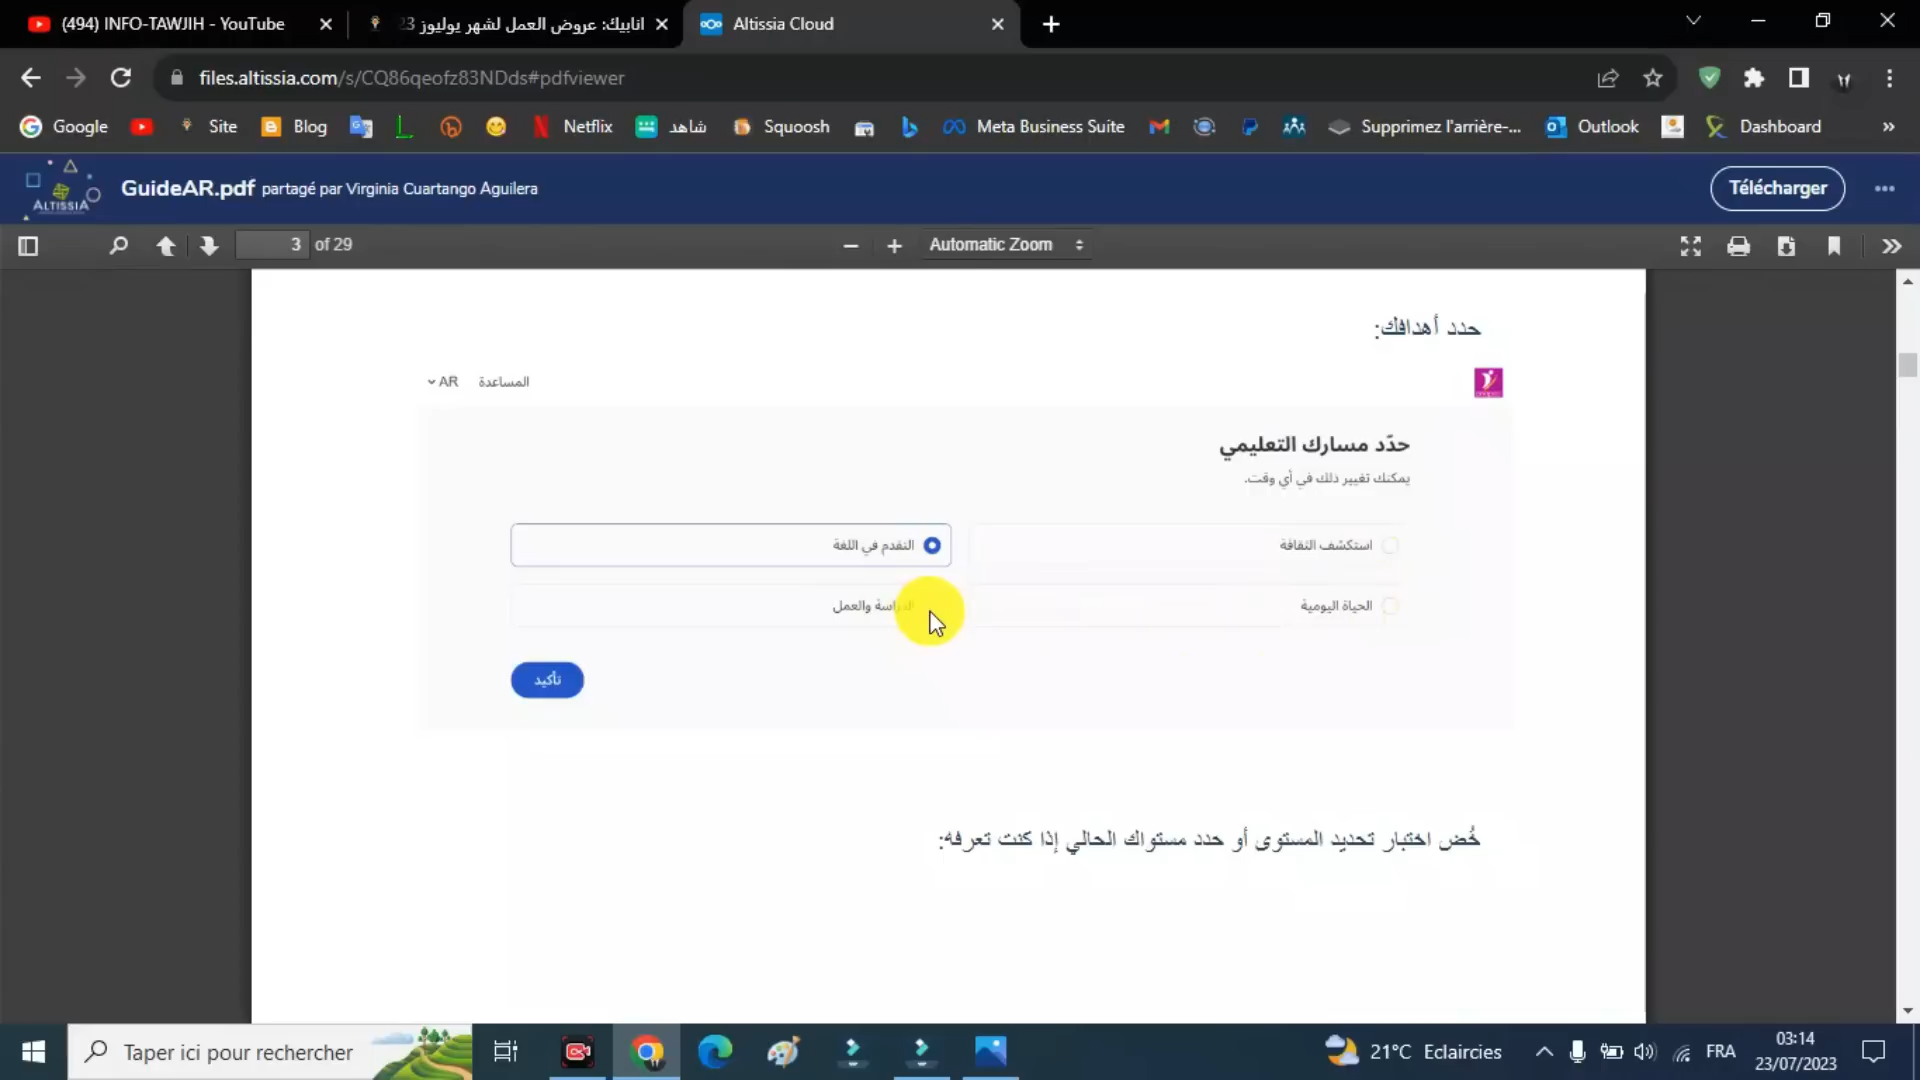 (494) INFO-TAWJIH - YouTube
انابيك: عروض العمل لشهر يوليوز 23
Altissia Cloud
files.altissia.com/s/CQ86qeofz83NDds#pdfviewer
Google
Site
Blog
Netflix
شاهد
Squoosh
Meta Business Suite
Supprimez l'arrière-...
Outlook
Dashboard
ALTISSIA
GuideAR.pdf partagé par Virginia Cuartango Aguilera
Télécharger
3 of 29
Automatic Zoom
حدد أهدافك:
المساعدة
AR
حدّد مسارك التعليمي
يمكنك تغيير ذلك في أي وقت.
استكشف الثقافة
التقدم في اللغة
الحياة اليومية
الدراسة والعمل
تأكيد
خُض اختبار تحديد المستوى أو حدد مستواك الحالي إذا كنت تعرفه:
Taper ici pour rechercher
21°C Eclaircies
FRA
03:14
23/07/2023